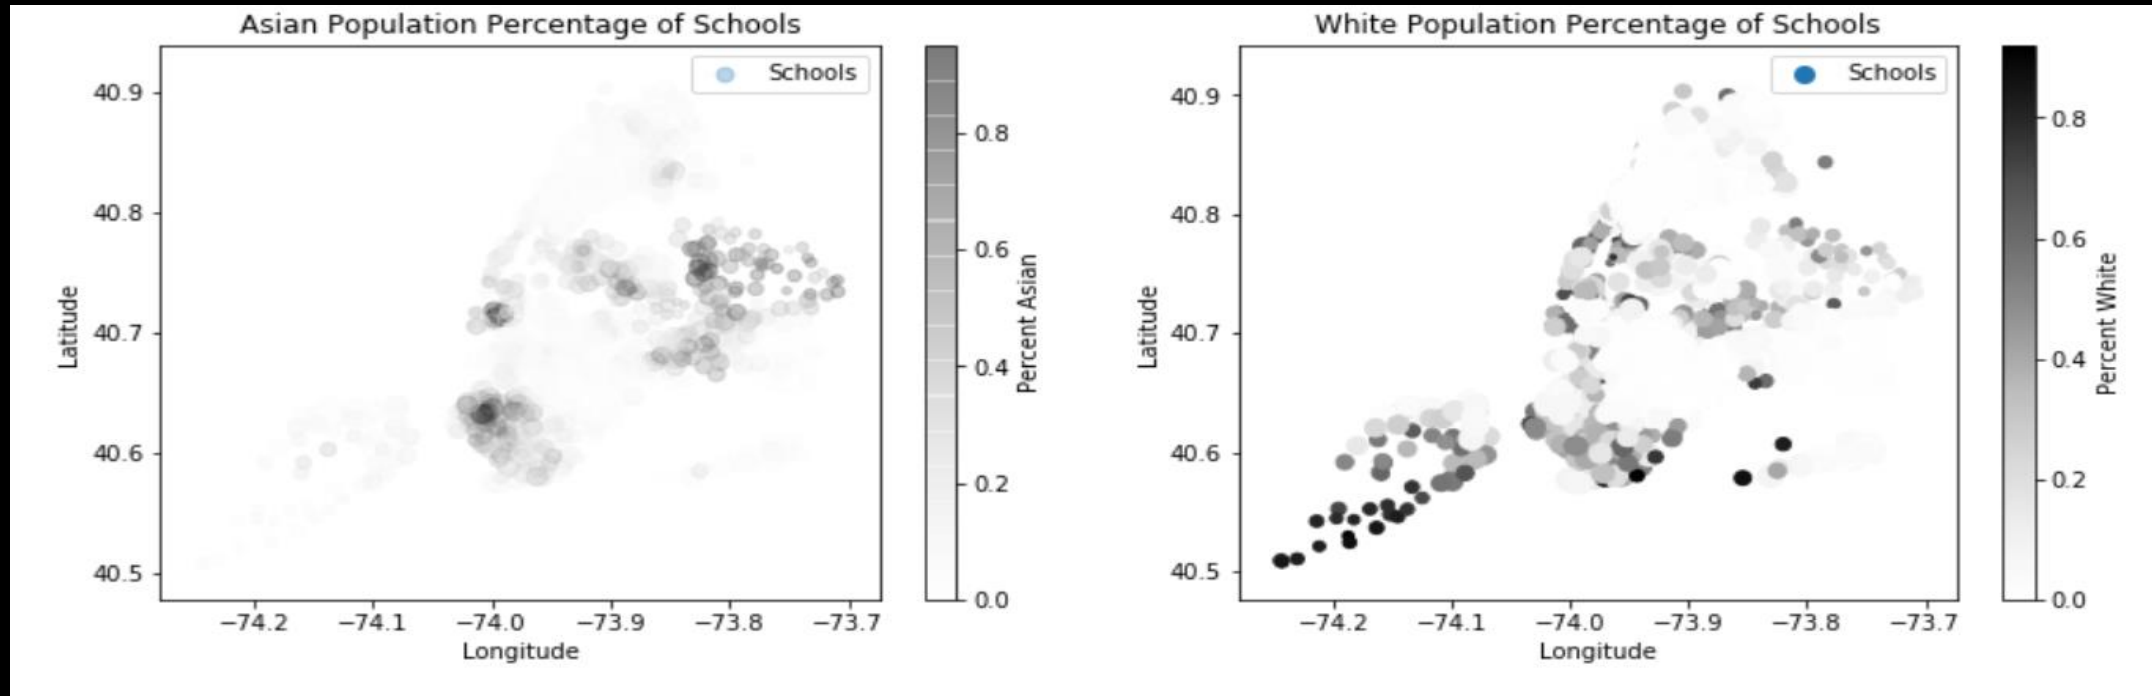 Asian Population Percentage of Schools
Schools
40.9
40.8
40.7
40.6
40.5
Latitude
−74.2 −74.1 −74.0 −73.9 −73.8 −73.7
Longitude
0.8
0.6
0.4
0.2
0.0
Percent Asian
White Population Percentage of Schools
Schools
40.9
40.8
40.7
40.6
40.5
Latitude
−74.2 −74.1 −74.0 −73.9 −73.8 −73.7
Longitude
0.8
0.6
0.4
0.2
0.0
Percent White